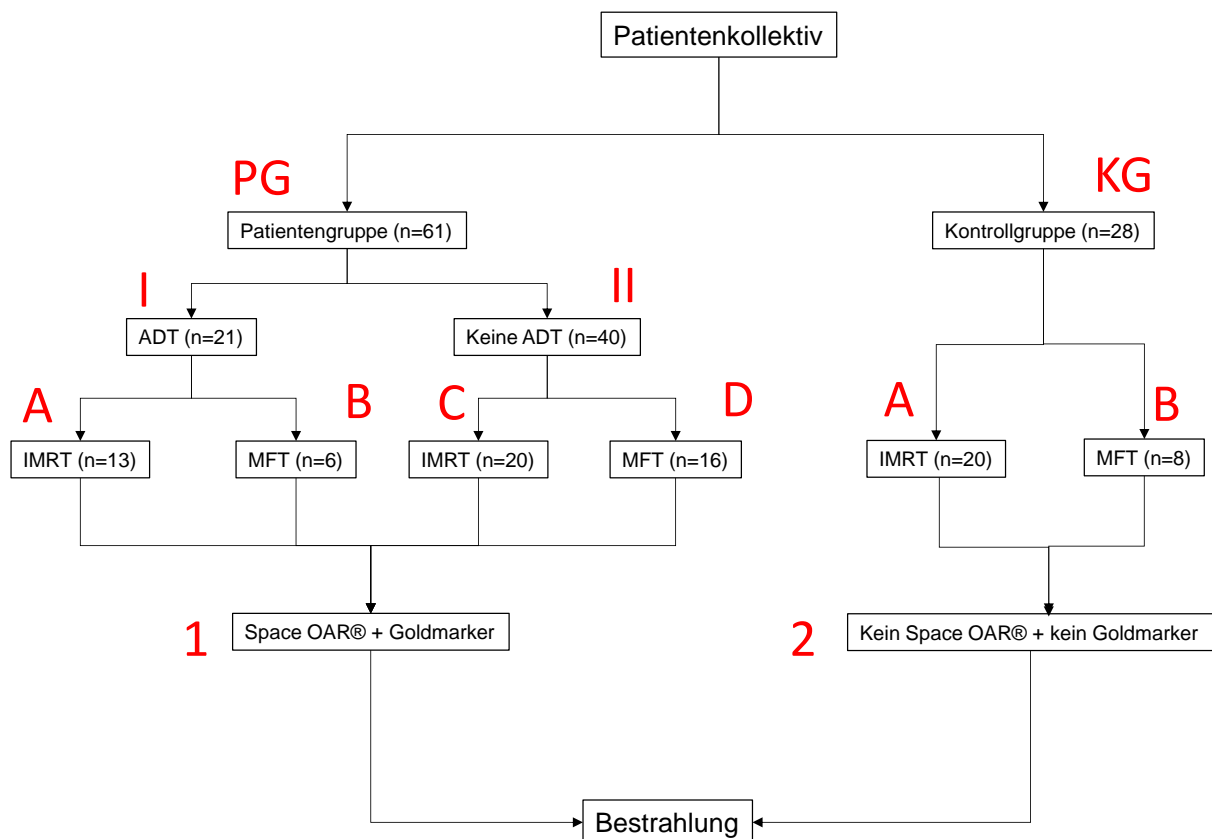 Patientenkollektiv
PG
KG
Patientengruppe (n=61)
Kontrollgruppe (n=28)
I
II
ADT (n=21)
Keine ADT (n=40)
A
B
C
D
A
B
IMRT (n=13)
MFT (n=6)
IMRT (n=20)
MFT (n=16)
IMRT (n=20)
MFT (n=8)
1
Space OAR® + Goldmarker
2
Kein Space OAR® + kein Goldmarker
Bestrahlung